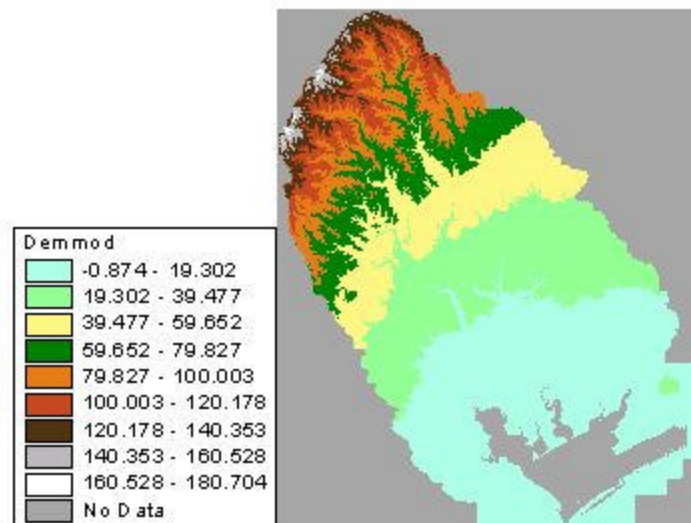 Demmod
-0.874 - 19.302
19.302 - 39.477
39.477 - 59.652
59.652 - 79.827
79.827 - 100.003
100.003 - 120.178
120.178 - 140.353
140.353 - 160.528
160.528 - 180.704
No Data